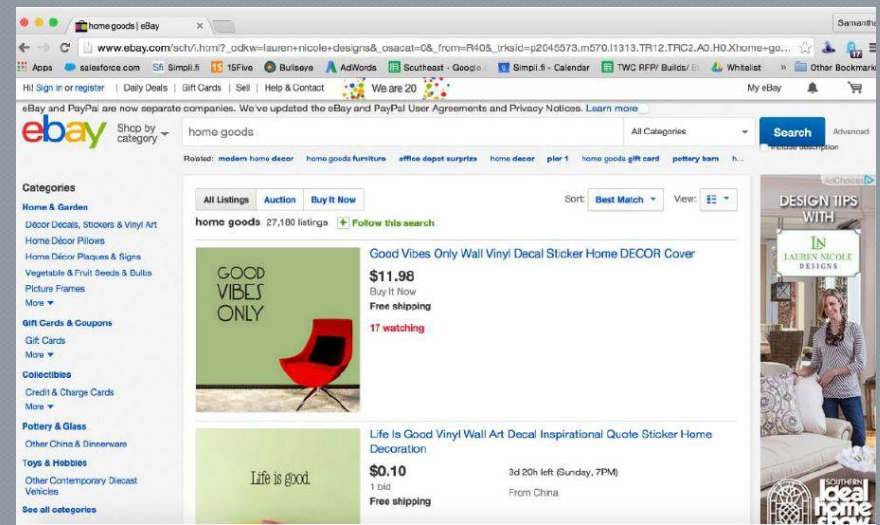 home goods | eBay
Samantha
www.ebay.com/sch/i.html?_odkw=lauren+nicole+designs&_osacat=0&_from=R40&_trksid=p2045573.m570.l1313.TR12.TRC2.A0.H0.Xhome+go...
Apps salesforce.com Sfi Simpli.fi 15Five Bullseye AdWords Southeast - Google Simpli.fi - Calendar TWC RFP/ Builds/ Whitelist » Other Bookmarks
Hi! Sign in or register | Daily Deals | Gift Cards | Sell | Help & Contact We are 20 My eBay
eBay and PayPal are now separate companies. We've updated the eBay and PayPal User Agreements and Privacy Notices. Learn more
ebay Shop by category
home goods All Categories Search Advanced
Include description
Related: modern home decor home goods furniture office depot surprize home decor pier 1 home goods gift card pottery barn h...
Categories
Home & Garden
Décor Decals, Stickers & Vinyl Art
Home Décor Pillows
Home Décor Plaques & Signs
Vegetable & Fruit Seeds & Bulbs
Picture Frames
More
Gift Cards & Coupons
Gift Cards
More
Collectibles
Credit & Charge Cards
More
Pottery & Glass
Other China & Dinnerware
Toys & Hobbies
Other Contemporary Diecast
Vehicles
See all categories
All Listings Auction Buy It Now Sort: Best Match View:
home goods 27,180 listings + Follow this search
GOOD
VIBES
ONLY
Good Vibes Only Wall Vinyl Decal Sticker Home DECOR Cover
$11.98
Buy It Now
Free shipping
17 watching
Life is good.
Life Is Good Vinyl Wall Art Decal Inspirational Quote Sticker Home
Decoration
$0.10 3d 20h left (Sunday, 7PM)
1 bid
From China
Free shipping
AdChoices
DESIGN TIPS
WITH
LN
LAUREN NICOLE
DESIGNS
SOUTHERN
ideal
home
show